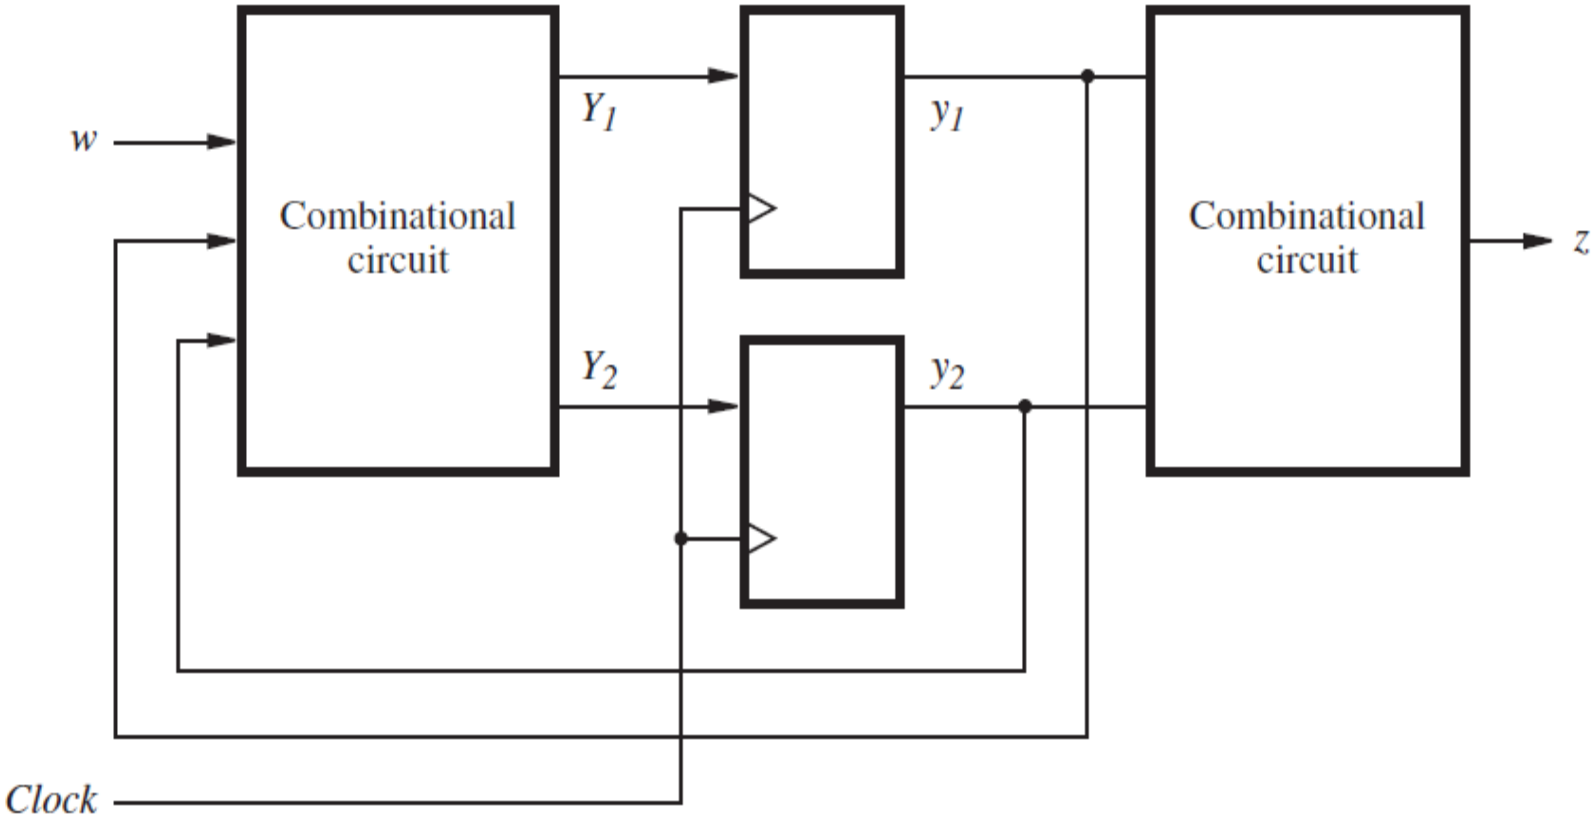 w
Combinational
circuit
Y1
Y2
y1
y2
Combinational
circuit
z
Clock